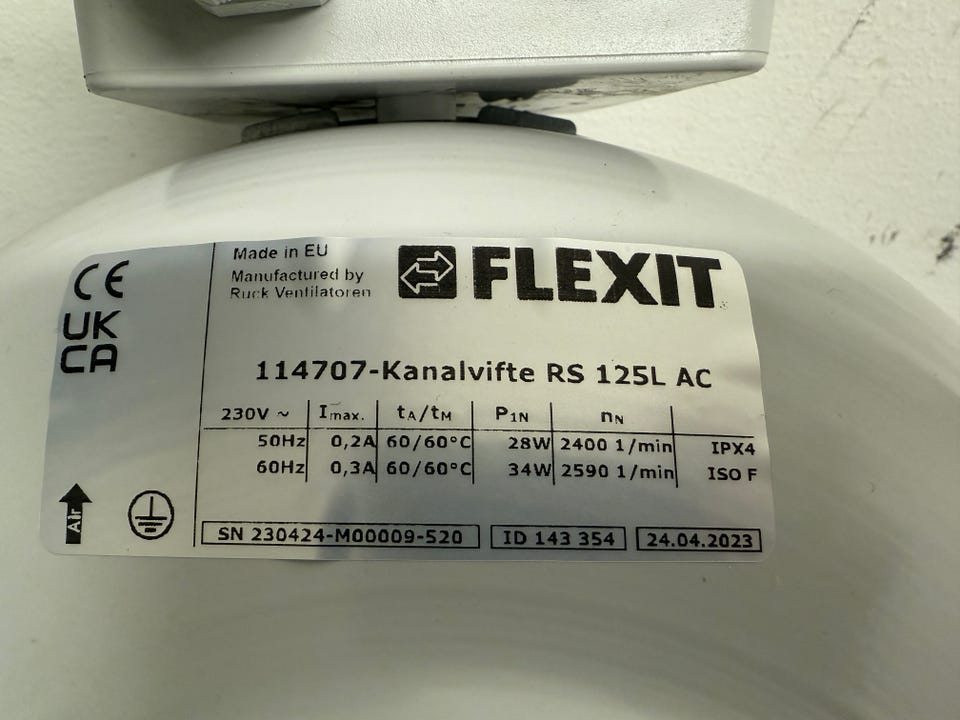 CE
UK
CA
Made in EU
Manufactured by
Ruck Ventilatoren
FLEXIT
114707-Kanalvifte RS 125L AC
230V ~ Imax. tA/tM P1N nN
50Hz 0,2A 60/60°C 28W 2400 1/min IPX4
60Hz 0,3A 60/60°C 34W 2590 1/min ISO F
Air
SN 230424-M00009-520 ID 143 354 24.04.2023